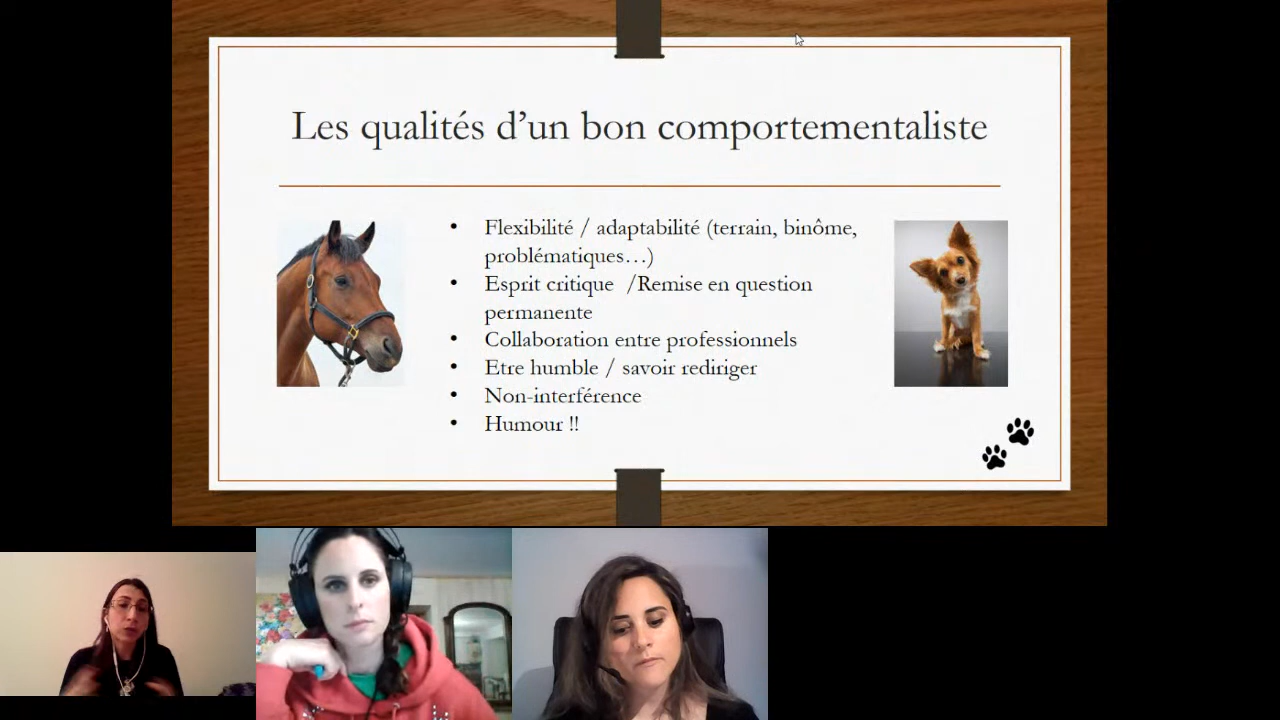 Les qualités d’un bon comportementaliste
• Flexibilité / adaptabilité (terrain, binôme,
problématiques…)
• Esprit critique /Remise en question
permanente
• Collaboration entre professionnels
• Etre humble / savoir rediriger
• Non-interférence
• Humour !!